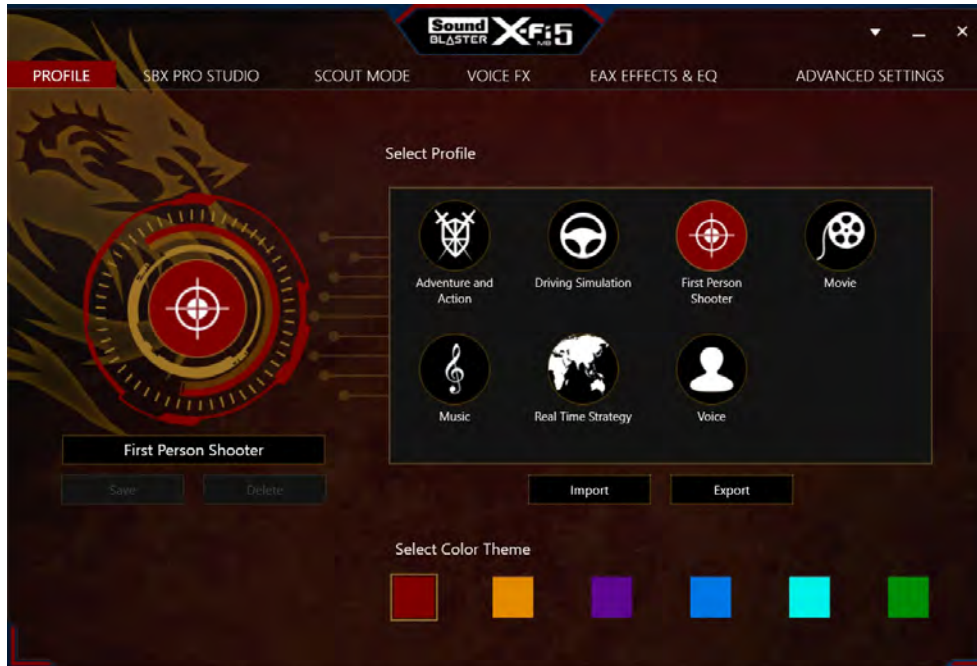 Sound BLASTER X-Fi MB 5
PROFILE SBX PRO STUDIO SCOUT MODE VOICE FX EAX EFFECTS & EQ ADVANCED SETTINGS
Select Profile
Adventure and
Action
Driving Simulation
First Person
Shooter
Movie
Music
Real Time Strategy
Voice
First Person Shooter
Save
Delete
Import
Export
Select Color Theme